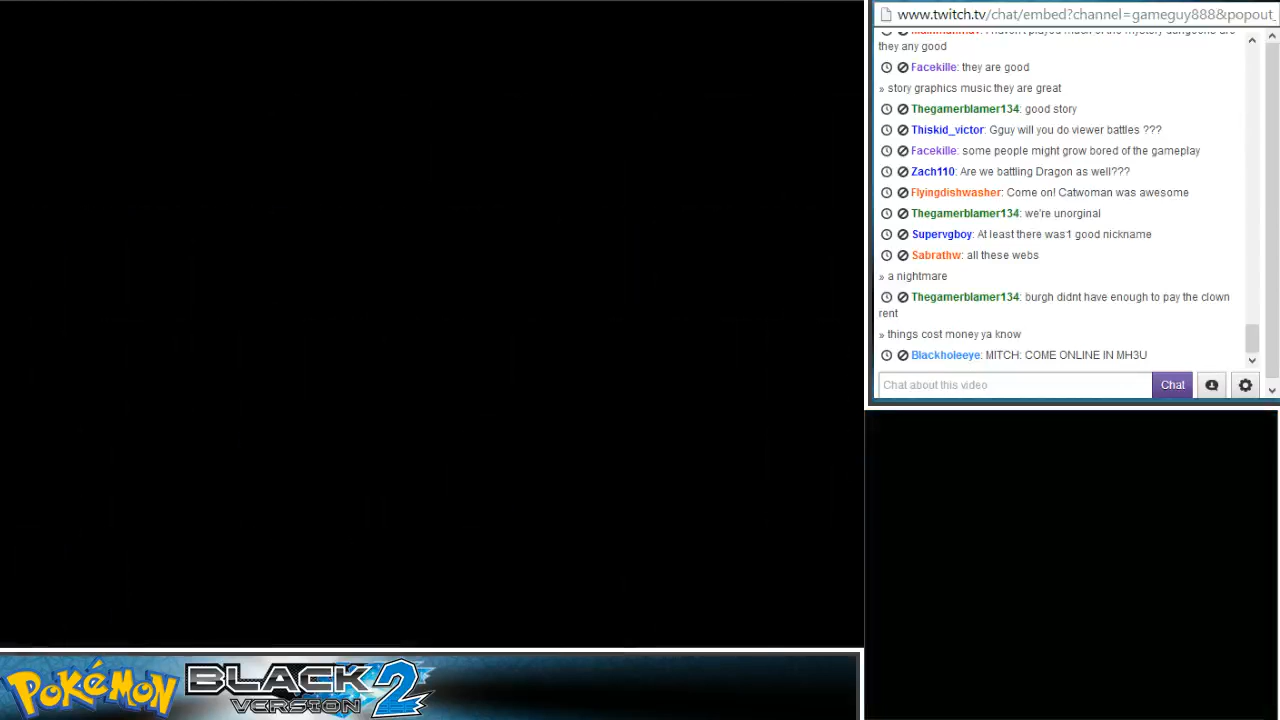 www.twitch.tv/chat/embed?channel=gameguy888&popout_
they any good
Facekille: they are good
» story graphics music they are great
Thegamerblamer134: good story
Thiskid_victor: Gguy will you do viewer battles ???
Facekille: some people might grow bored of the gameplay
Zach110: Are we battling Dragon as well???
Flyingdishwasher: Come on! Catwoman was awesome
Thegamerblamer134: we're unorginal
Supervgboy: At least there was1 good nickname
Sabrathw: all these webs
» a nightmare
Thegamerblamer134: burgh didnt have enough to pay the clown
rent
» things cost money ya know
Blackholeeye: MITCH: COME ONLINE IN MH3U
Chat about this video
Chat
POKéMON
BLACK 2
VERSION